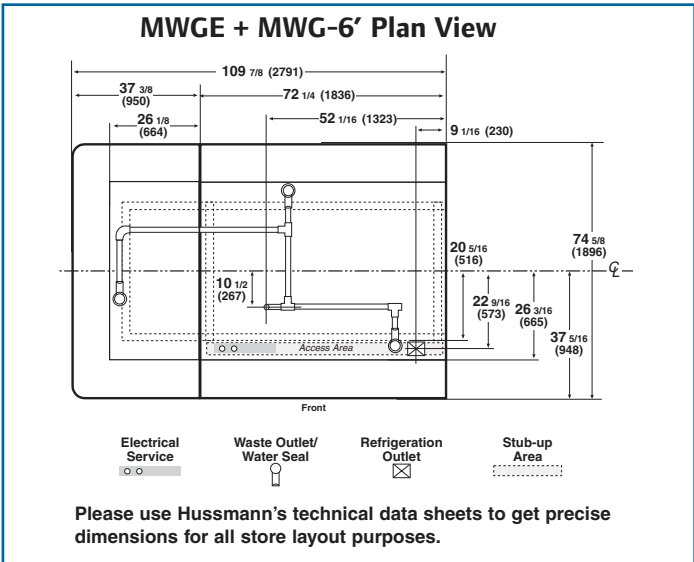 MWGE + MWG-6' Plan View
109 7/8 (2791)
37 3/8
(950)
72 1/4 (1836)
26 1/8
(664)
52 1/16 (1323)
9 1/16 (230)
20 5/16
(516)
74 5/8
(1896)
℄
10 1/2
(267)
22 9/16
(573)
26 3/16
(665)
37 5/16
(948)
Access Area
Front
Electrical
Service
Waste Outlet/
Water Seal
Refrigeration
Outlet
Stub-up
Area
Please use Hussmann's technical data sheets to get precise
dimensions for all store layout purposes.